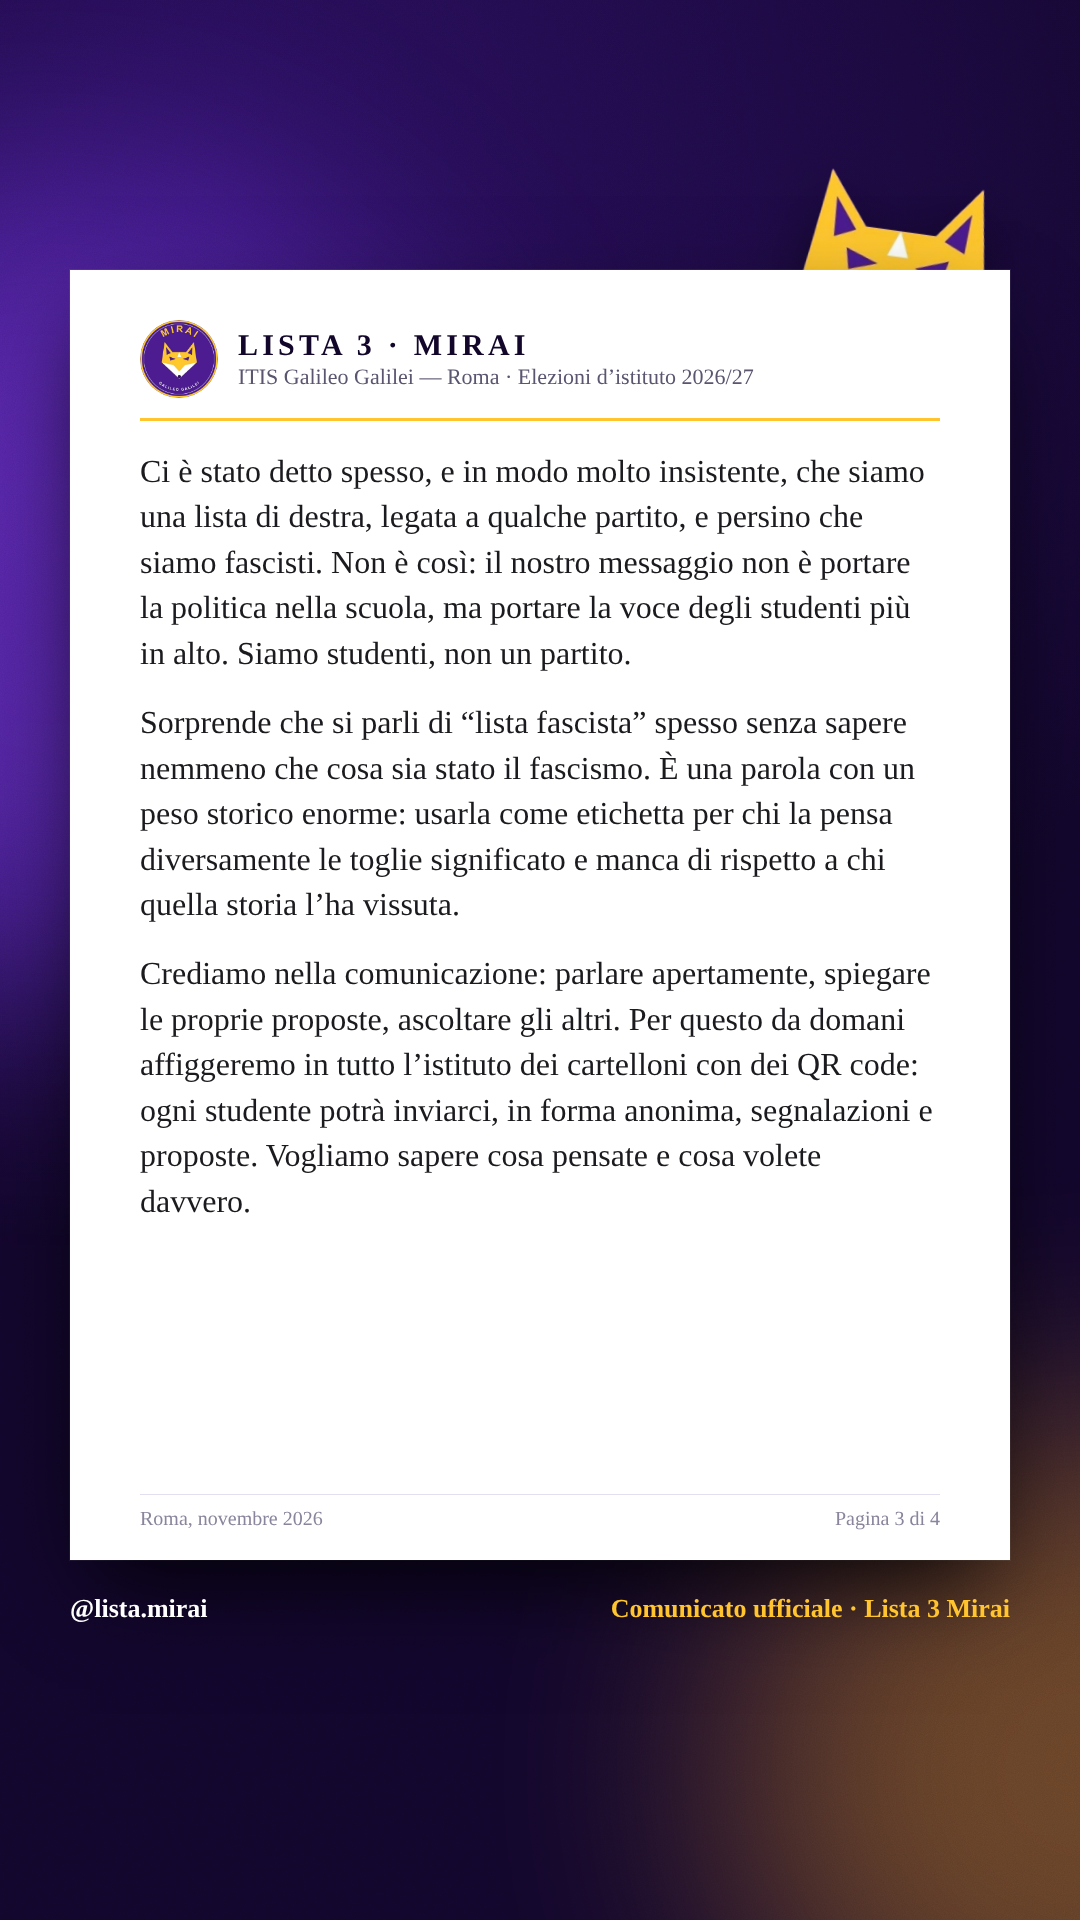 MIRAI
GALILEO GALILEI
LISTA 3 · MIRAI
ITIS Galileo Galilei — Roma · Elezioni d’istituto 2026/27
Ci è stato detto spesso, e in modo molto insistente, che siamo
una lista di destra, legata a qualche partito, e persino che
siamo fascisti. Non è così: il nostro messaggio non è portare
la politica nella scuola, ma portare la voce degli studenti più
in alto. Siamo studenti, non un partito.
Sorprende che si parli di “lista fascista” spesso senza sapere
nemmeno che cosa sia stato il fascismo. È una parola con un
peso storico enorme: usarla come etichetta per chi la pensa
diversamente le toglie significato e manca di rispetto a chi
quella storia l’ha vissuta.
Crediamo nella comunicazione: parlare apertamente, spiegare
le proprie proposte, ascoltare gli altri. Per questo da domani
affiggeremo in tutto l’istituto dei cartelloni con dei QR code:
ogni studente potrà inviarci, in forma anonima, segnalazioni e
proposte. Vogliamo sapere cosa pensate e cosa volete
davvero.
Roma, novembre 2026
Pagina 3 di 4
@lista.mirai
Comunicato ufficiale · Lista 3 Mirai